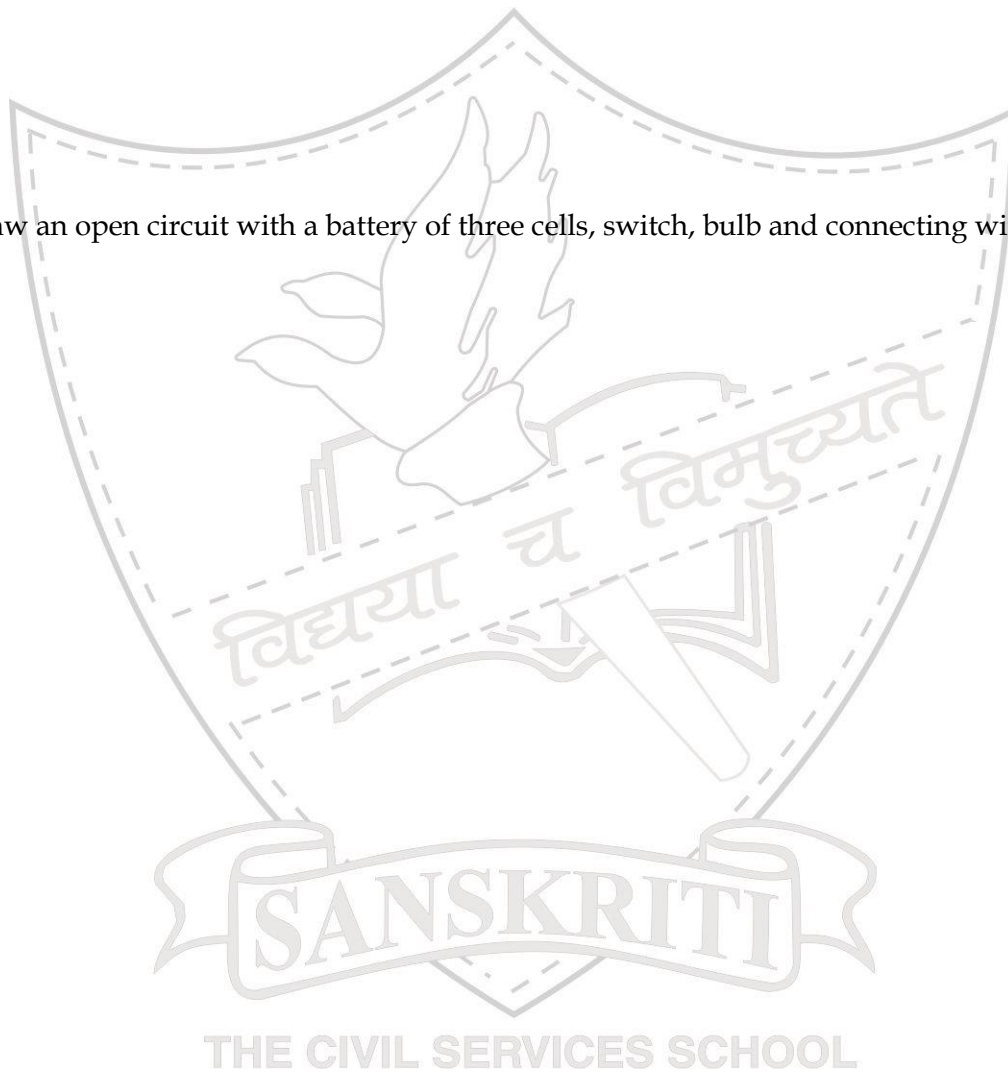 aw an open circuit with a battery of three cells, switch, bulb and connecting wi
विद्यया च विमुच्यते
SANSKRITI
THE CIVIL SERVICES SCHOOL